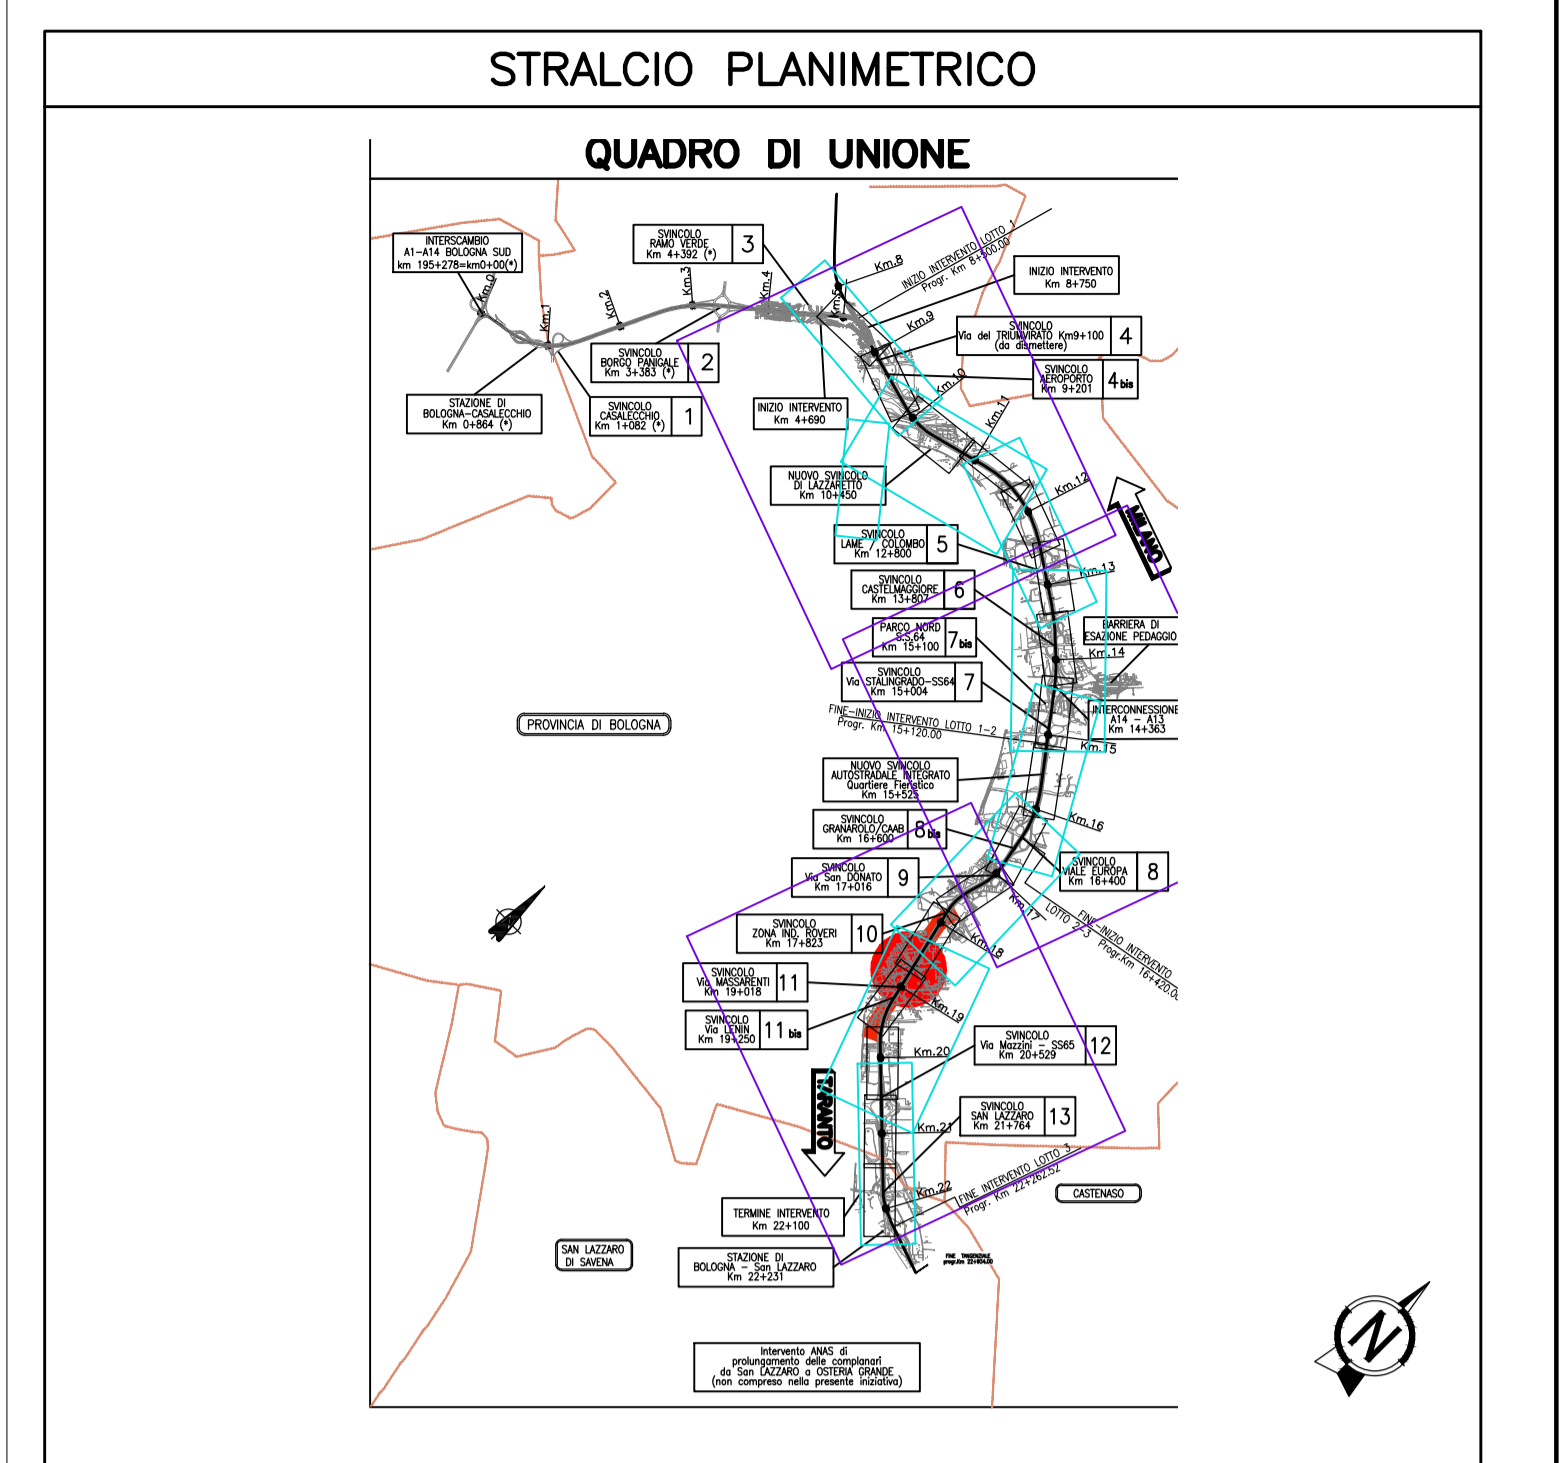 STRALCIO PLANIMETRICO
QUADRO DI UNIONE
INTERSCAMBIO
A1-A14 BOLOGNA SUD
km 195+278=km0+00(*)
SVINCOLO
RAMO VERDE
Km 4+392 (*)
3
Km.0
Km.1
Km.2
Km.3
Km.4
Km.5
Km.8
INIZIO INTERVENTO LOTTO 1
Progr. Km 8+500.00
INIZIO INTERVENTO
Km 8+750
Km.9
SVINCOLO
Via del TRIUMVIRATO Km9+100
(da dismettere)
4
SVINCOLO
AEROPORTO
Km 9+201
4 bis
SVINCOLO
BORGO PANIGALE
Km 3+383 (*)
2
STAZIONE DI
BOLOGNA-CASALECCHIO
Km 0+864 (*)
SVINCOLO
CASALECCHIO
Km 1+082 (*)
1
INIZIO INTERVENTO
Km 4+690
Km.10
Km.11
NUOVO SVINCOLO
DI LAZZARETTO
Km 10+450
Km.12
MILANO
SVINCOLO
LAME / COLOMBO
Km 12+800
5
Km.13
SVINCOLO
CASTELMAGGIORE
Km 13+807
6
PARCO NORD
S.S.64
Km 15+100
7 bis
BARRIERA DI
ESAZIONE PEDAGGIO
Km.14
SVINCOLO
Via STALINGRADO-SS64
Km 15+004
7
INTERCONNESSIONE
A14 - A13
Km 14+363
FINE-INIZIO INTERVENTO LOTTO 1-2
Progr. Km 15+120.00
PROVINCIA DI BOLOGNA
Km.15
NUOVO SVINCOLO
AUTOSTRADALE INTEGRATO
Quartiere Fieristico
Km 15+525
Km.16
SVINCOLO
GRANAROLO/CAAB
Km 16+600
8 bis
SVINCOLO
VIALE EUROPA
Km 16+400
8
SVINCOLO
Via San DONATO
Km 17+016
9
Km.17
FINE-INIZIO INTERVENTO
LOTTO 2-3 Progr.Km 16+420.00
SVINCOLO
ZONA IND. ROVERI
Km 17+823
10
Km.18
SVINCOLO
Via MASSARENTI
Km 19+018
11
Km.19
SVINCOLO
Via LENIN
Km 19+250
11 bis
SVINCOLO
Via Mazzini - SS65
Km 20+529
12
Km.20
TARANTO
SVINCOLO
SAN LAZZARO
Km 21+764
13
Km.21
FINE INTERVENTO LOTTO 3
Progr. Km 22+262.52
Km.22
CASTENASO
TERMINE INTERVENTO
Km 22+100
SAN LAZZARO
DI SAVENA
STAZIONE DI
BOLOGNA - San LAZZARO
Km 22+231
FINE TANGENZIALE
Intervento ANAS di
prolungamento delle complanari
da San LAZZARO a OSTERIA GRANDE
(non compreso nella presente iniziativa)
N